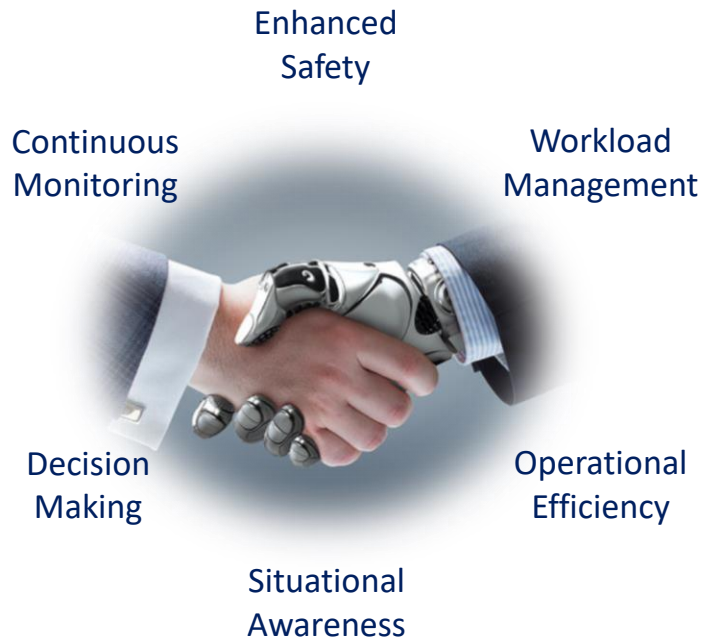 Enhanced
Safety
Continuous
Monitoring
Workload
Management
Decision
Making
Operational
Efficiency
Situational
Awareness